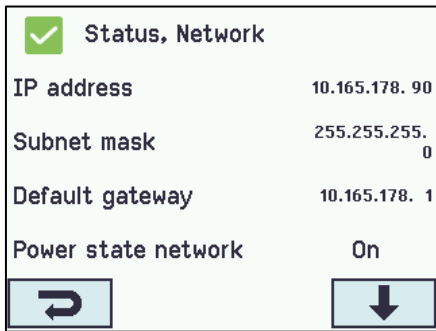 Status, Network
IP address 10.165.178. 90
Subnet mask 255.255.255.
0
Default gateway 10.165.178. 1
Power state network On